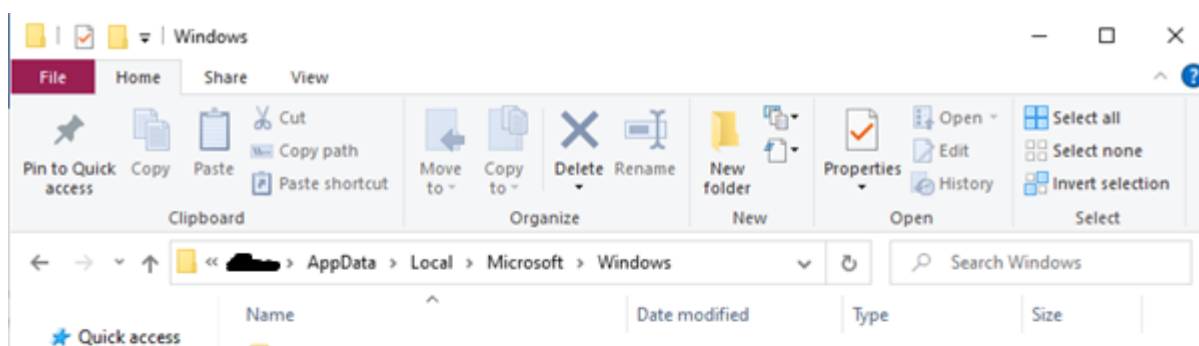 Windows
File Home Share View
Pin to Quick access
Copy
Paste
Cut
Copy path
Paste shortcut
Clipboard
Move to
Copy to
Delete
Rename
Organize
New folder
New
Properties
Open
Edit
History
Open
Select all
Select none
Invert selection
Select
« > AppData > Local > Microsoft > Windows
Search Windows
Name Date modified Type Size
Quick access